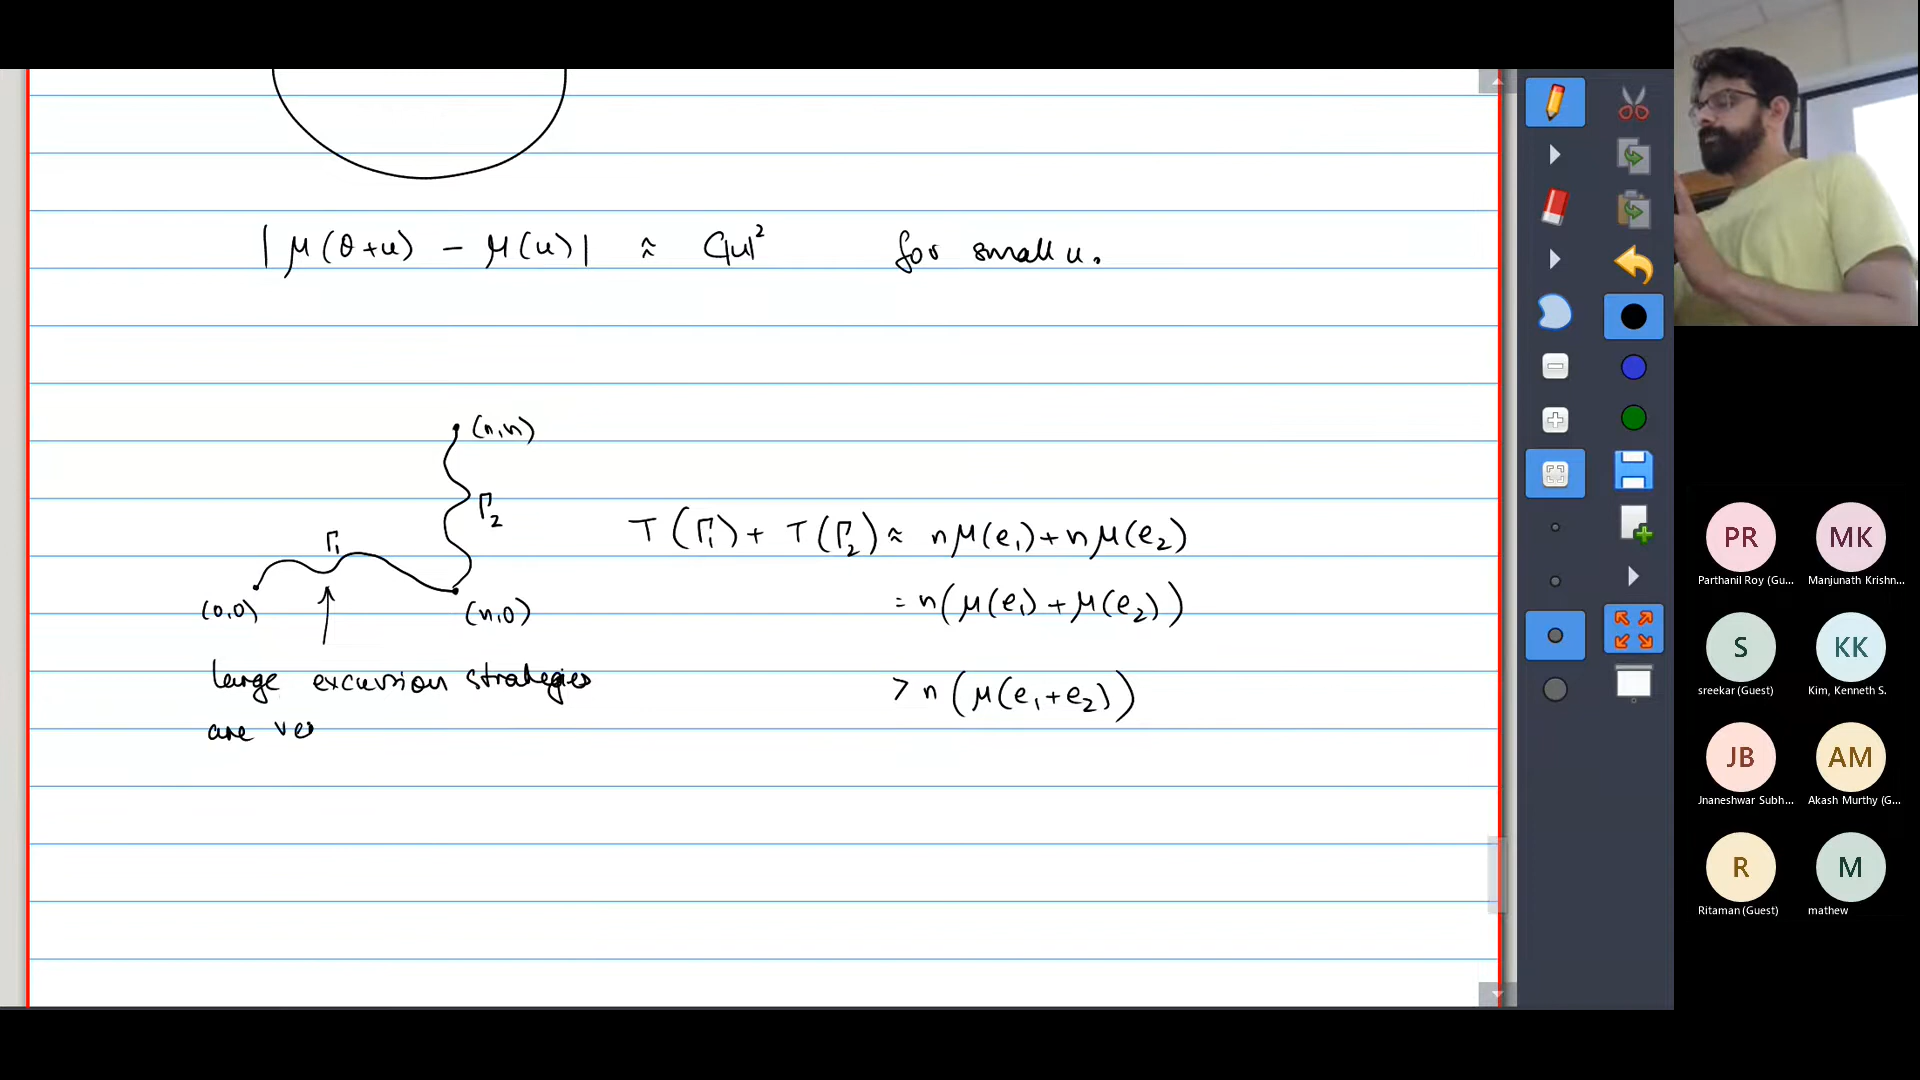 | μ(θ+u) - μ(u) | ≈ C|u|² for small u.
(n,n)
Γ₂
T(Γ₁) + T(Γ₂) ≈ nμ(e₁) + nμ(e₂)
Γ₁
(0,0) (n,0)
= n(μ(e₁) + μ(e₂))
large excursion strategies
> n(μ(e₁+e₂))
are ve
PR MK
Parthanil Roy (Gu... Manjunath Krishn...
S KK
sreekar (Guest) Kim, Kenneth S.
JB AM
Jnaneshwar Subh... Akash Murthy (G...
R M
Ritaman (Guest) mathew